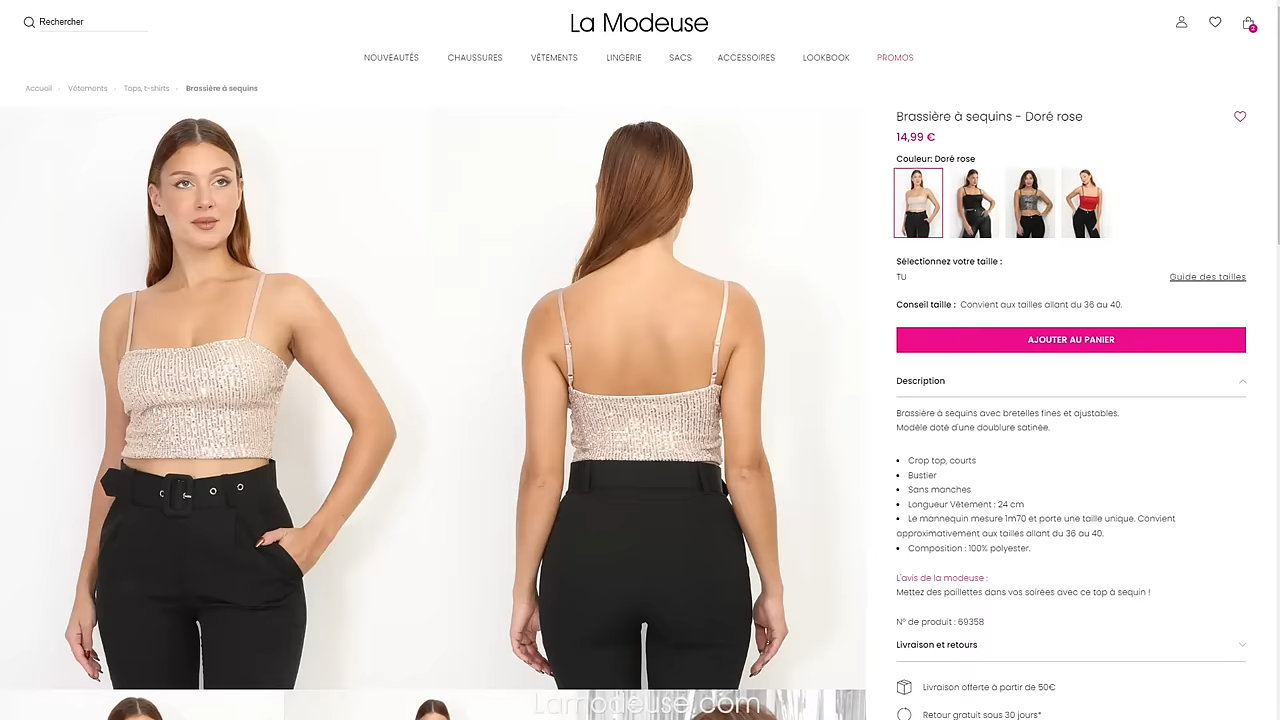 Rechercher
La Modeuse
2
NOUVEAUTÉS CHAUSSURES VÊTEMENTS LINGERIE SACS ACCESSOIRES LOOKBOOK PROMOS
Accueil Vêtements Tops, t-shirts Brassière à sequins
Brassière à sequins - Doré rose
14,99 €
Couleur: Doré rose
Sélectionnez votre taille :
TU Guide des tailles
Conseil taille : Convient aux tailles allant du 36 au 40.
AJOUTER AU PANIER
Description
Brassière à sequins avec bretelles fines et ajustables.
Modèle doté d'une doublure satinée.
• Crop top, courts
• Bustier
• Sans manches
• Longueur Vêtement : 24 cm
• Le mannequin mesure 1m70 et porte une taille unique. Convient
approximativement aux tailles allant du 36 au 40.
• Composition : 100% polyester.
L'avis de la modeuse :
Mettez des paillettes dans vos soirées avec ce top à sequin !
N° de produit : 69358
Livraison et retours
Livraison offerte à partir de 50€
Retour gratuit sous 30 jours*
Lamodeuse.com